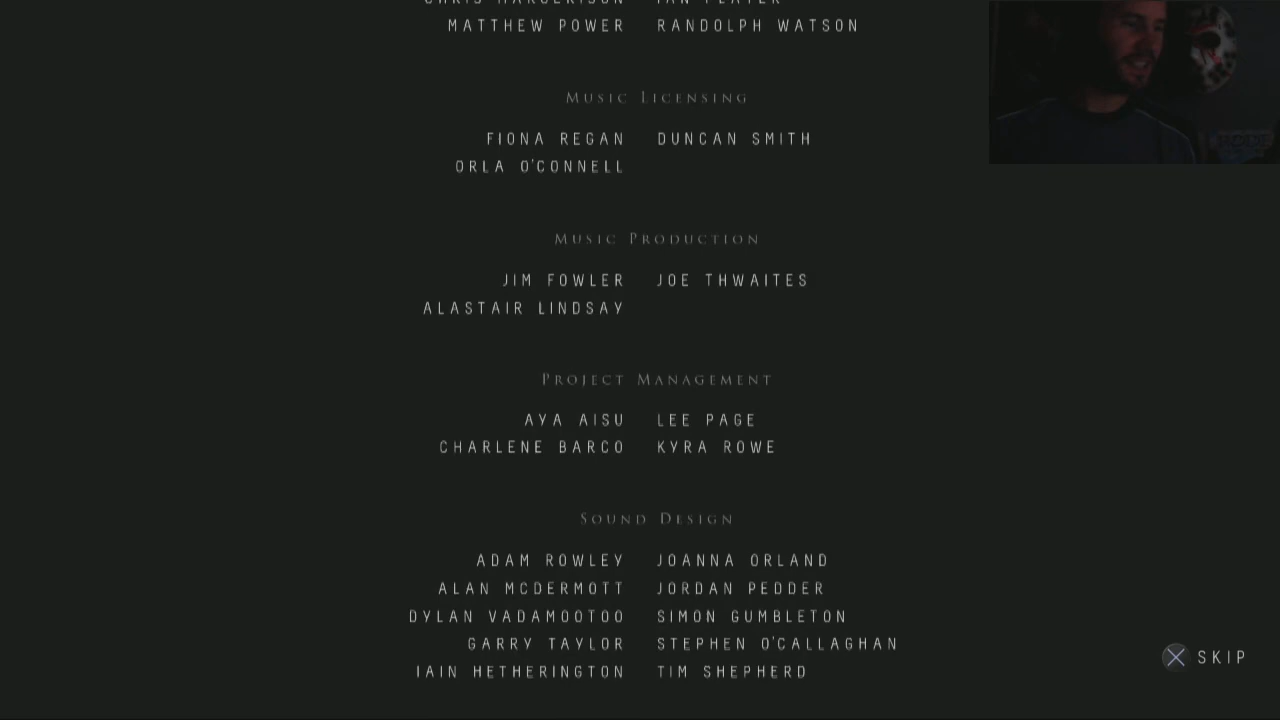 MATTHEW POWER RANDOLPH WATSON
MUSIC LICENSING
FIONA REGAN DUNCAN SMITH
ORLA O'CONNELL
MUSIC PRODUCTION
JIM FOWLER JOE THWAITES
ALASTAIR LINDSAY
PROJECT MANAGEMENT
AYA AISU LEE PAGE
CHARLENE BARCO KYRA ROWE
SOUND DESIGN
ADAM ROWLEY JOANNA ORLAND
ALAN MCDERMOTT JORDAN PEDDER
DYLAN VADAMOOTOO SIMON GUMBLETON
GARRY TAYLOR STEPHEN O'CALLAGHAN
IAIN HETHERINGTON TIM SHEPHERD
SKIP